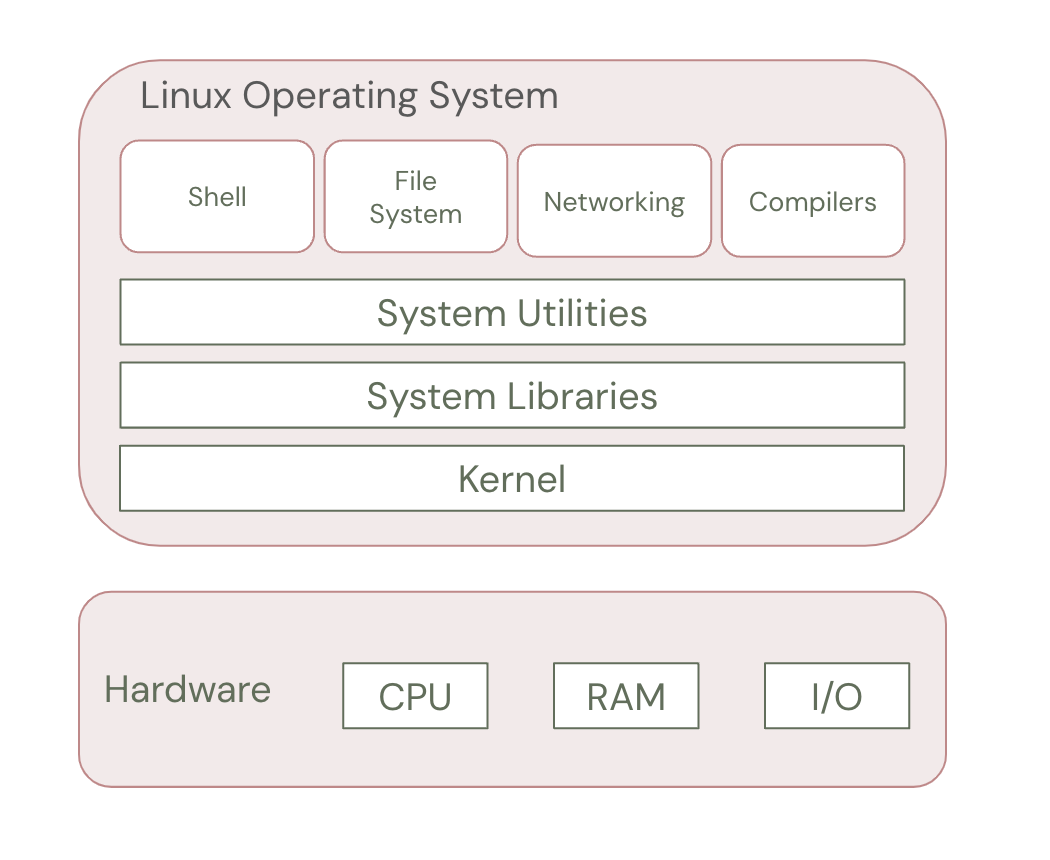 Linux Operating System
Shell
File
System
Networking
Compilers
System Utilities
System Libraries
Kernel
Hardware
CPU
RAM
I/O